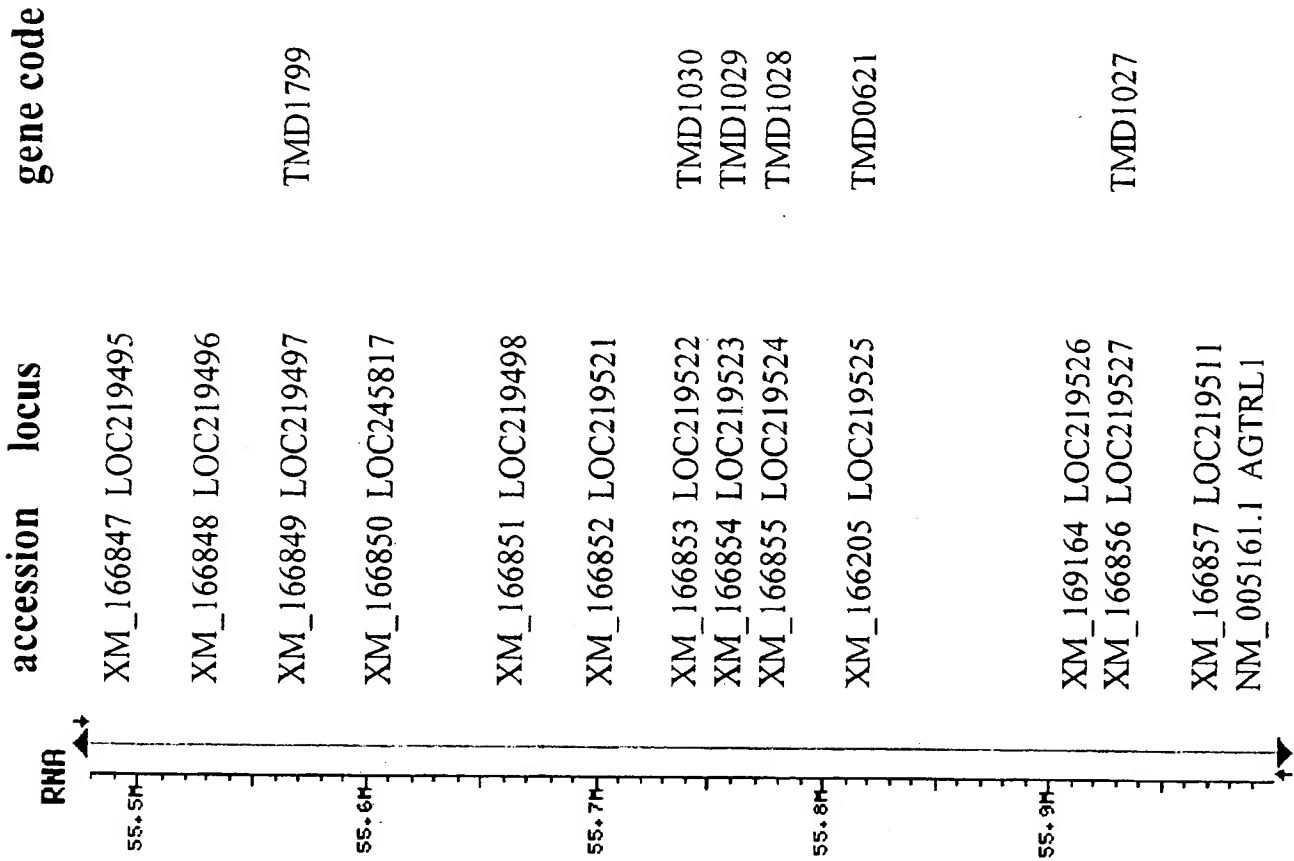 RNA accession locus gene code
55.5M
XM_166847 LOC219495
XM_166848 LOC219496
XM_166849 LOC219497 TMD1799
55.6M
XM_166850 LOC245817
XM_166851 LOC219498
55.7M
XM_166852 LOC219521
XM_166853 LOC219522 TMD1030
XM_166854 LOC219523 TMD1029
XM_166855 LOC219524 TMD1028
55.8M
XM_166205 LOC219525 TMD0621
55.9M
XM_169164 LOC219526
XM_166856 LOC219527 TMD1027
XM_166857 LOC219511
NM_005161.1 AGTRL1